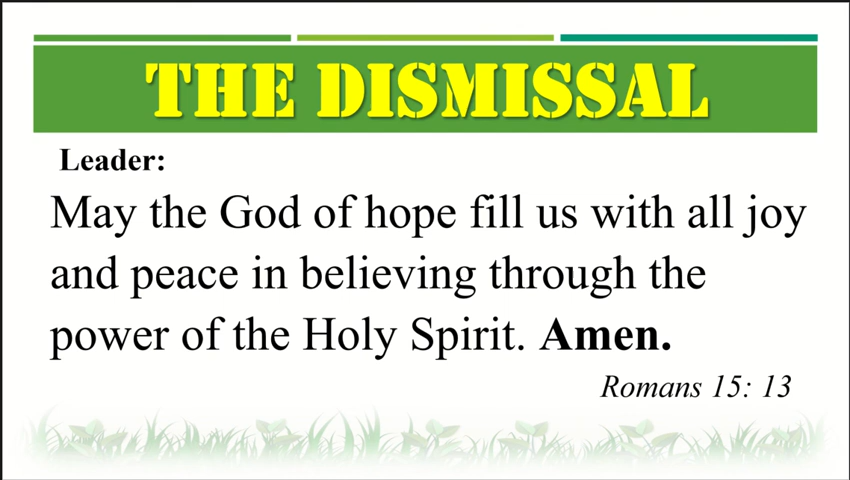 THE DISMISSAL
Leader:
May the God of hope fill us with all joy
and peace in believing through the
power of the Holy Spirit. Amen.
Romans 15: 13